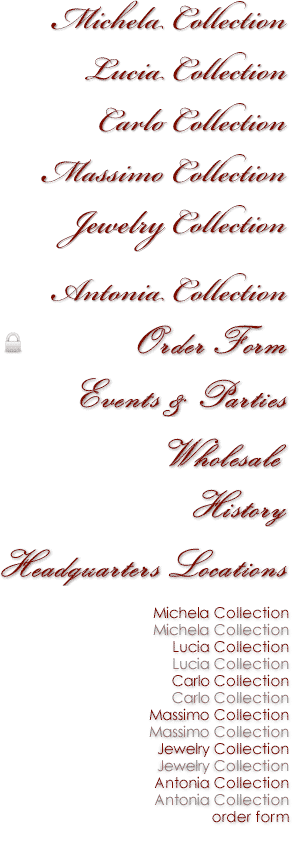 Michela Collection
Lucia Collection
Carlo Collection
Massimo Collection
Jewelry Collection
Antonia Collection
Order Form
Events & Parties
Wholesale
History
Headquarters Locations
Michela Collection
Michela Collection
Lucia Collection
Lucia Collection
Carlo Collection
Carlo Collection
Massimo Collection
Massimo Collection
Jewelry Collection
Jewelry Collection
Antonia Collection
Antonia Collection
order form